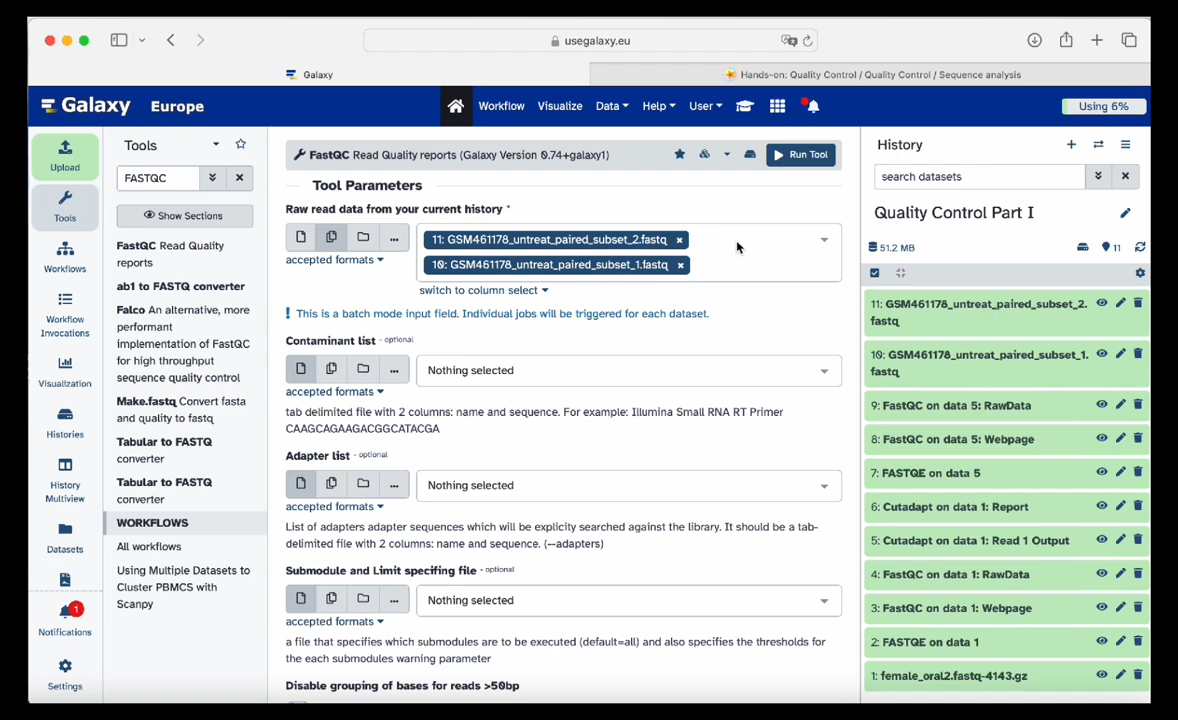 usegalaxy.eu
Galaxy
Hands-on: Quality Control / Quality Control / Sequence analysis
Galaxy Europe
Workflow Visualize Data Help User
Using 6%
Upload
Tools
Workflows
Workflow
Invocations
Visualization
Histories
History
Multiview
Datasets
1
Notifications
Settings
Tools
FASTQC
Show Sections
FastQC Read Quality
reports
ab1 to FASTQ converter
Falco An alternative, more
performant
implementation of FastQC
for high throughput
sequence quality control
Make.fastq Convert fasta
and quality to fastq
Tabular to FASTQ
converter
Tabular to FASTQ
converter
WORKFLOWS
All workflows
Using Multiple Datasets to
Cluster PBMCS with
Scanpy
FastQC Read Quality reports (Galaxy Version 0.74+galaxy1)
Run Tool
Tool Parameters
Raw read data from your current history *
11: GSM461178_untreat_paired_subset_2.fastq ×
10: GSM461178_untreat_paired_subset_1.fastq ×
accepted formats
switch to column select
! This is a batch mode input field. Individual jobs will be triggered for each dataset.
Contaminant list - optional
Nothing selected
accepted formats
tab delimited file with 2 columns: name and sequence. For example: Illumina Small RNA RT Primer
CAAGCAGAAGACGGCATACGA
Adapter list - optional
Nothing selected
accepted formats
List of adapters adapter sequences which will be explicity searched against the library. It should be a tab-
delimited file with 2 columns: name and sequence. (--adapters)
Submodule and Limit specifing file - optional
Nothing selected
accepted formats
a file that specifies which submodules are to be executed (default=all) and also specifies the thresholds for
the each submodules warning parameter
Disable grouping of bases for reads >50bp
History
search datasets
Quality Control Part I
51.2 MB
11
11: GSM461178_untreat_paired_subset_2.
fastq
10: GSM461178_untreat_paired_subset_1.
fastq
9: FastQC on data 5: RawData
8: FastQC on data 5: Webpage
7: FASTQE on data 5
6: Cutadapt on data 1: Report
5: Cutadapt on data 1: Read 1 Output
4: FastQC on data 1: RawData
3: FastQC on data 1: Webpage
2: FASTQE on data 1
1: female_oral2.fastq-4143.gz